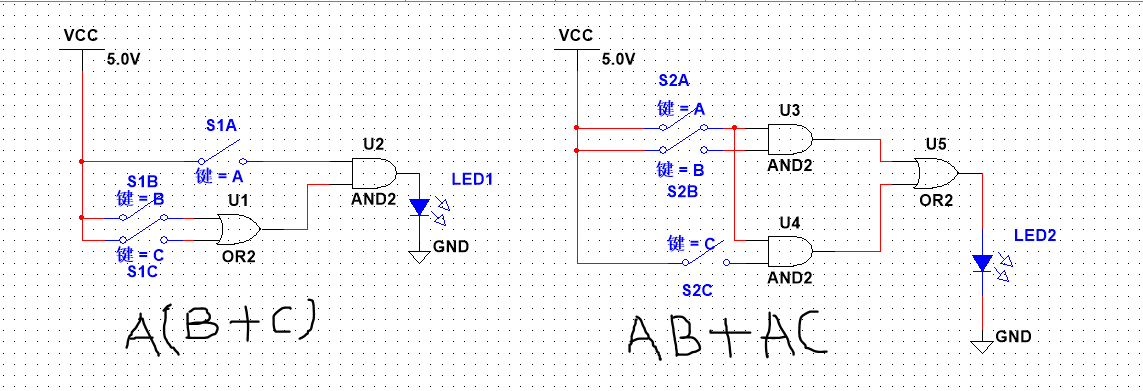 VCC
5.0V
S1A
键 = A
S1B
键 = B
键 = C
S1C
U1
OR2
U2
AND2
LED1
GND
A(B+C)
VCC
5.0V
S2A
键 = A
键 = B
S2B
键 = C
S2C
U3
AND2
U4
AND2
U5
OR2
LED2
GND
AB+AC